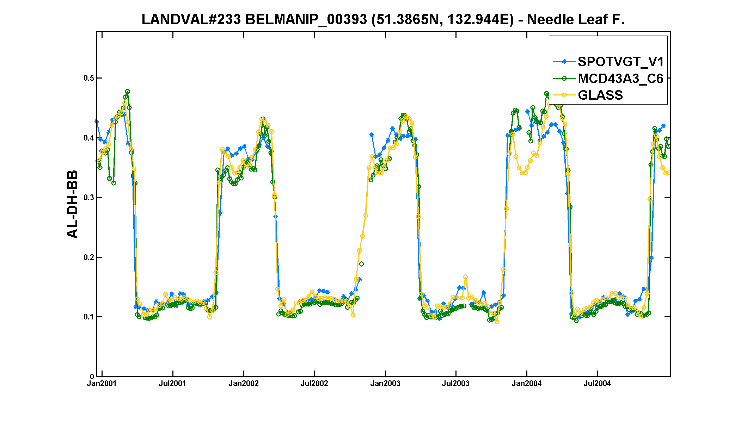 LANDVAL#233 BELMANIP_00393 (51.3865N, 132.944E) - Needle Leaf F.
SPOTVGT_V1
MCD43A3_C6
GLASS
AL-DH-BB
0.5
0.4
0.3
0.2
0.1
0
Jan2001 Jul2001 Jan2002 Jul2002 Jan2003 Jul2003 Jan2004 Jul2004